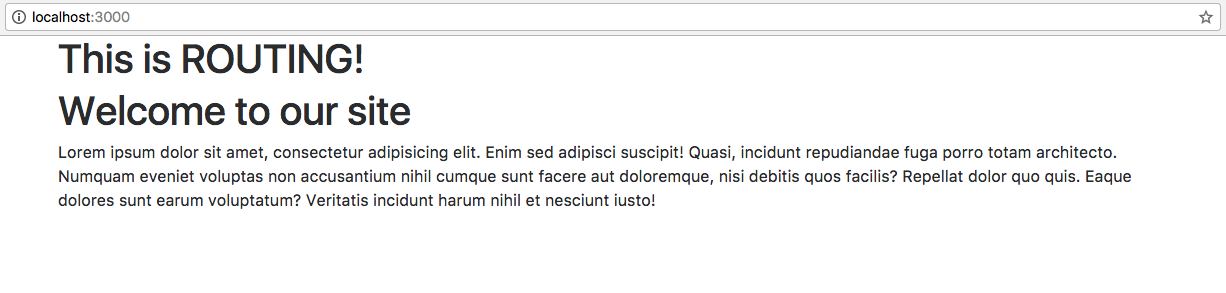 localhost:3000
This is ROUTING!
Welcome to our site
Lorem ipsum dolor sit amet, consectetur adipisicing elit. Enim sed adipisci suscipit! Quasi, incidunt repudiandae fuga porro totam architecto.
Numquam eveniet voluptas non accusantium nihil cumque sunt facere aut doloremque, nisi debitis quos facilis? Repellat dolor quo quis. Eaque
dolores sunt earum voluptatum? Veritatis incidunt harum nihil et nesciunt iusto!